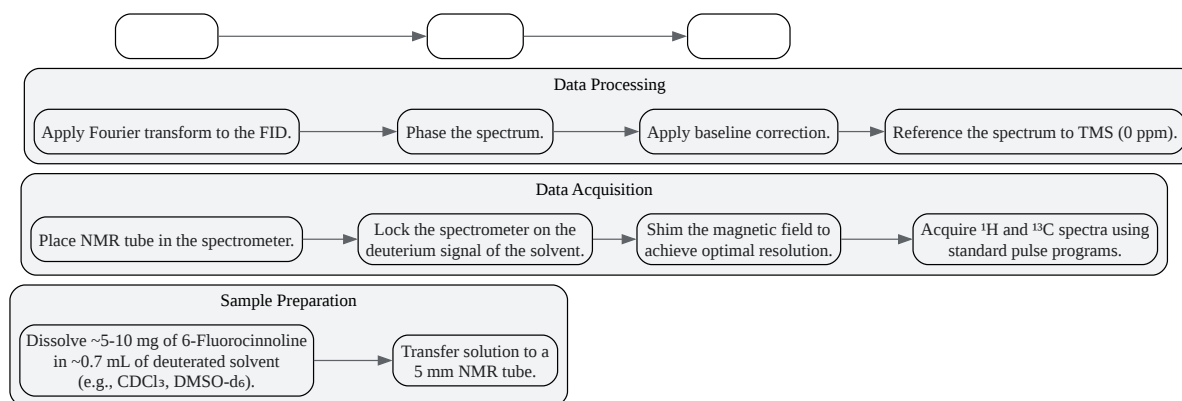 Data Processing
Apply Fourier transform to the FID.
Phase the spectrum.
Apply baseline correction.
Reference the spectrum to TMS (0 ppm).
Data Acquisition
Place NMR tube in the spectrometer.
Lock the spectrometer on the
deuterium signal of the solvent.
Shim the magnetic field to
achieve optimal resolution.
Acquire ¹H and ¹³C spectra using
standard pulse programs.
Sample Preparation
Dissolve ~5-10 mg of 6-Fluorocinnoline
in ~0.7 mL of deuterated solvent
(e.g., CDCl₃, DMSO-d₆).
Transfer solution to a
5 mm NMR tube.